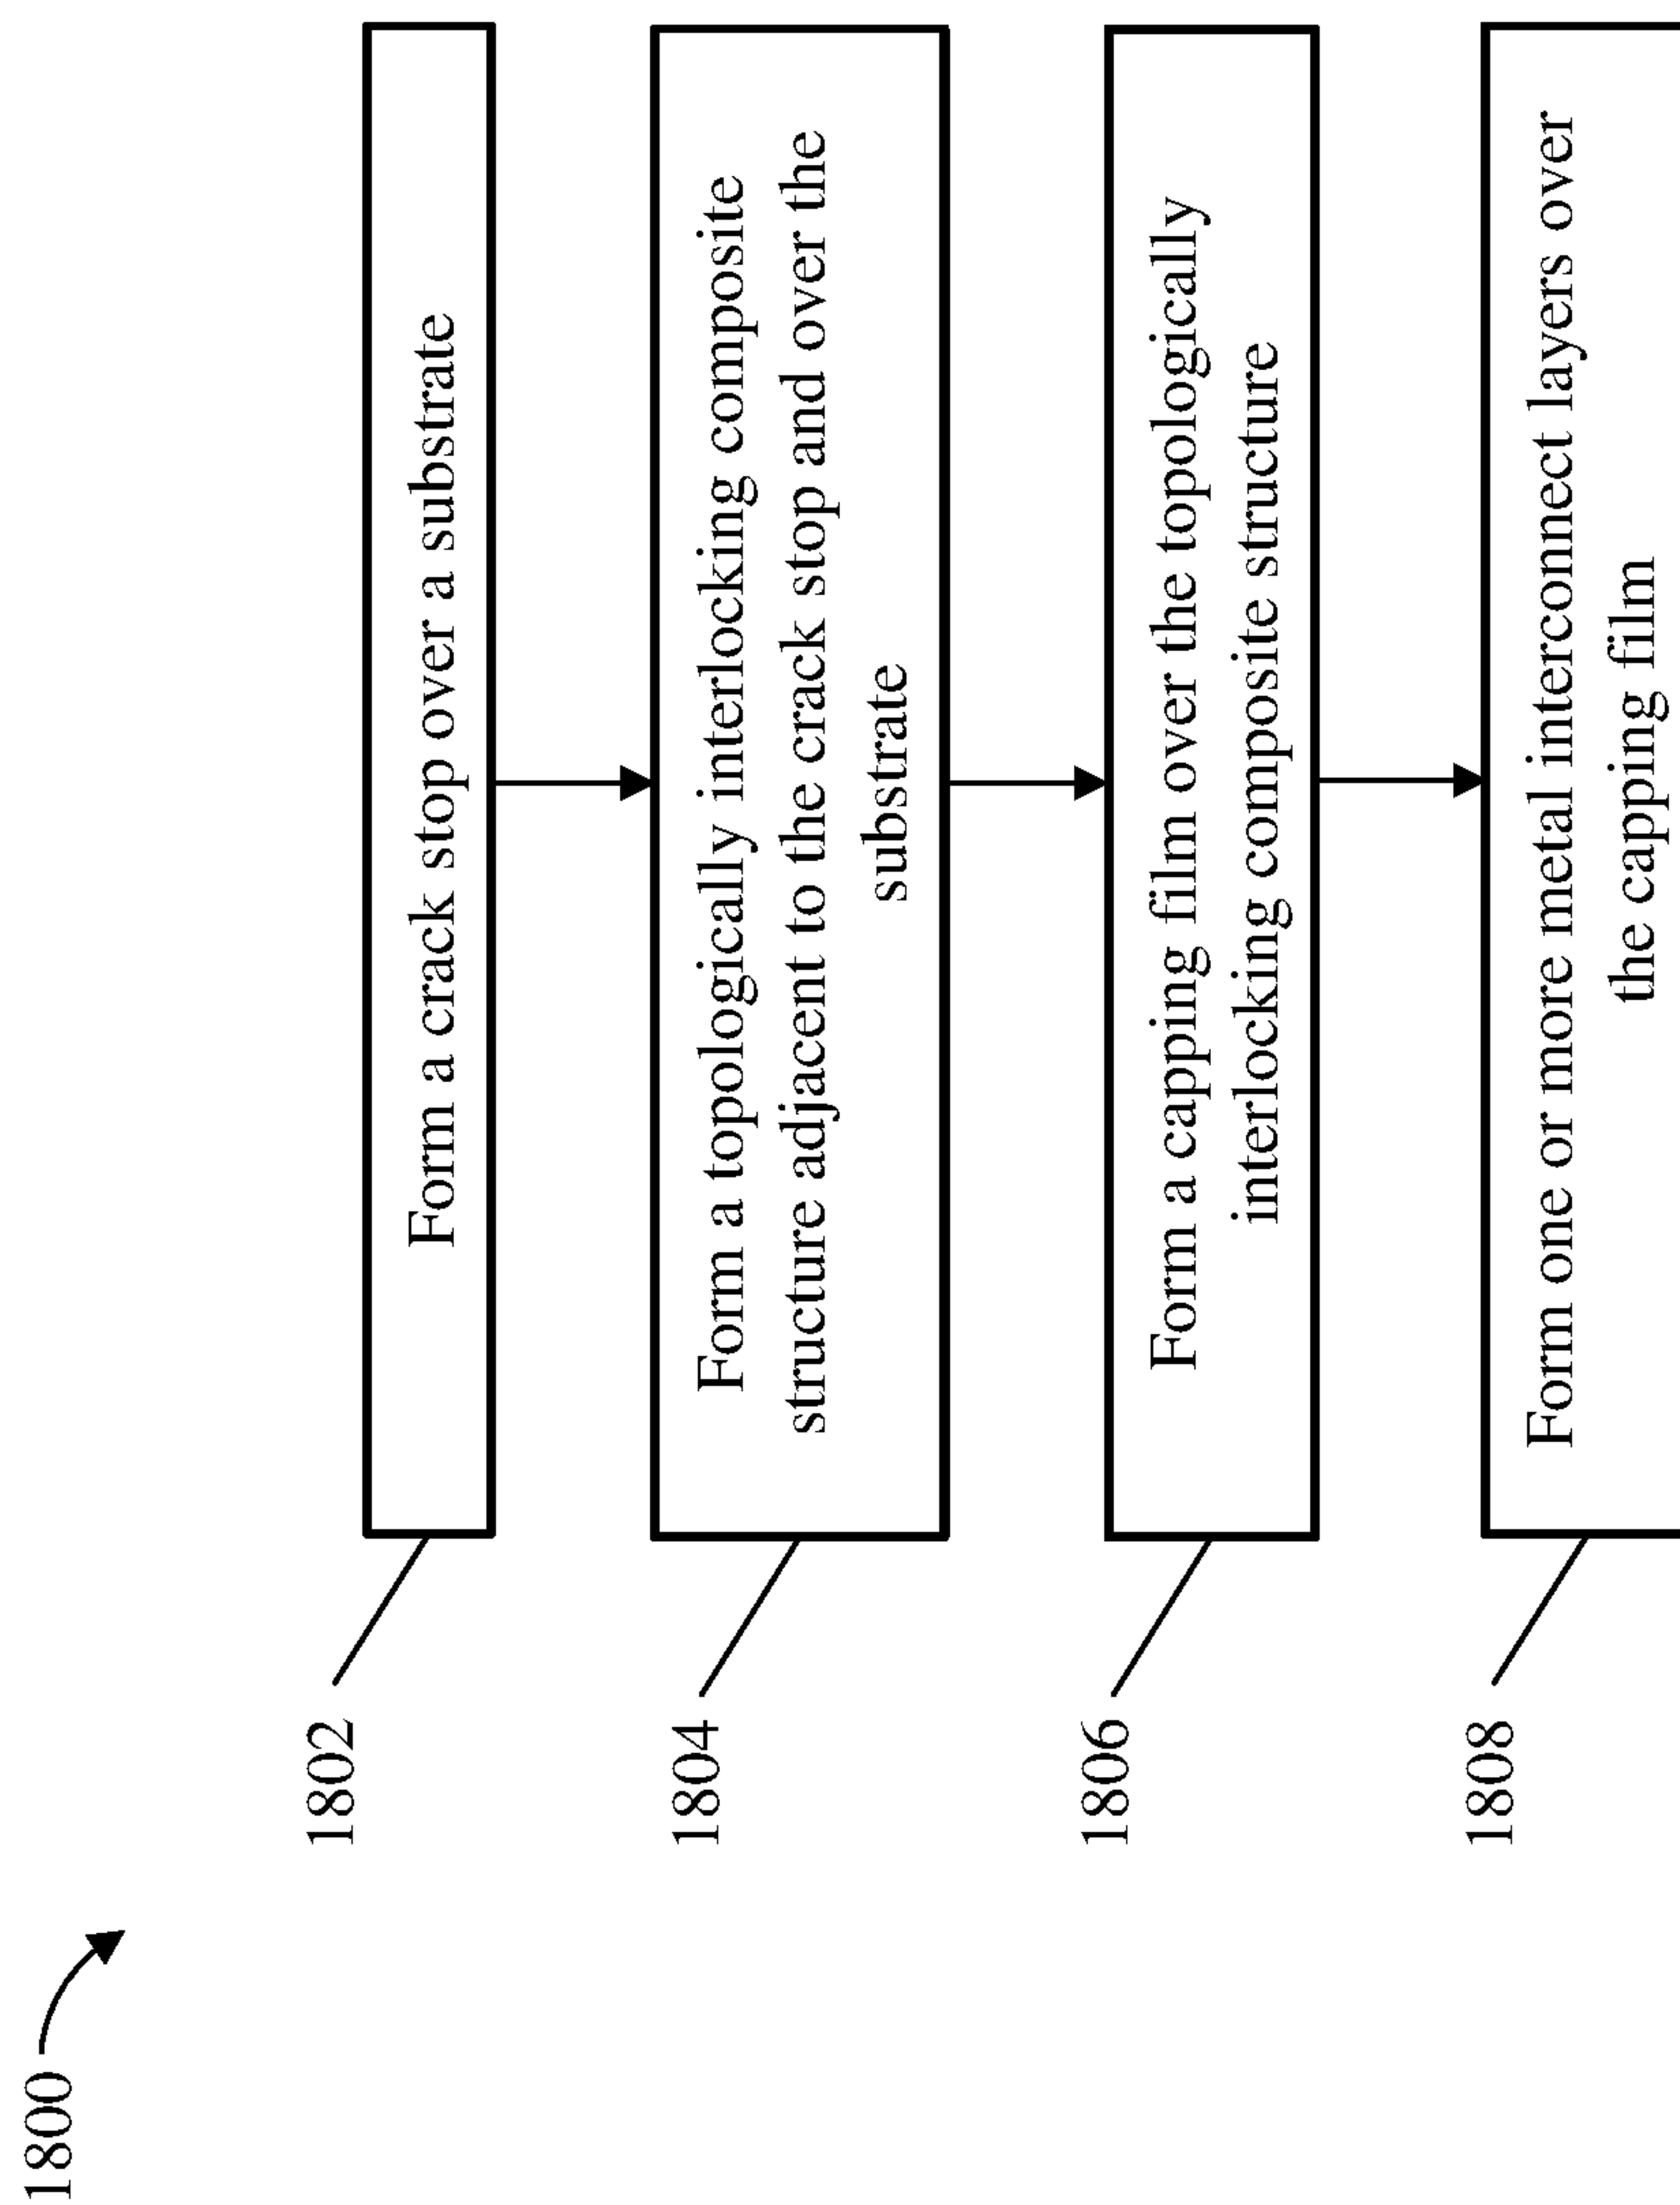 1800
1802
Form a crack stop over a substrate
1804
Form a topologically interlocking composite
structure adjacent to the crack stop and over the
substrate
1806
Form a capping film over the topologically
interlocking composite structure
1808
Form one or more metal interconnect layers over
the capping film